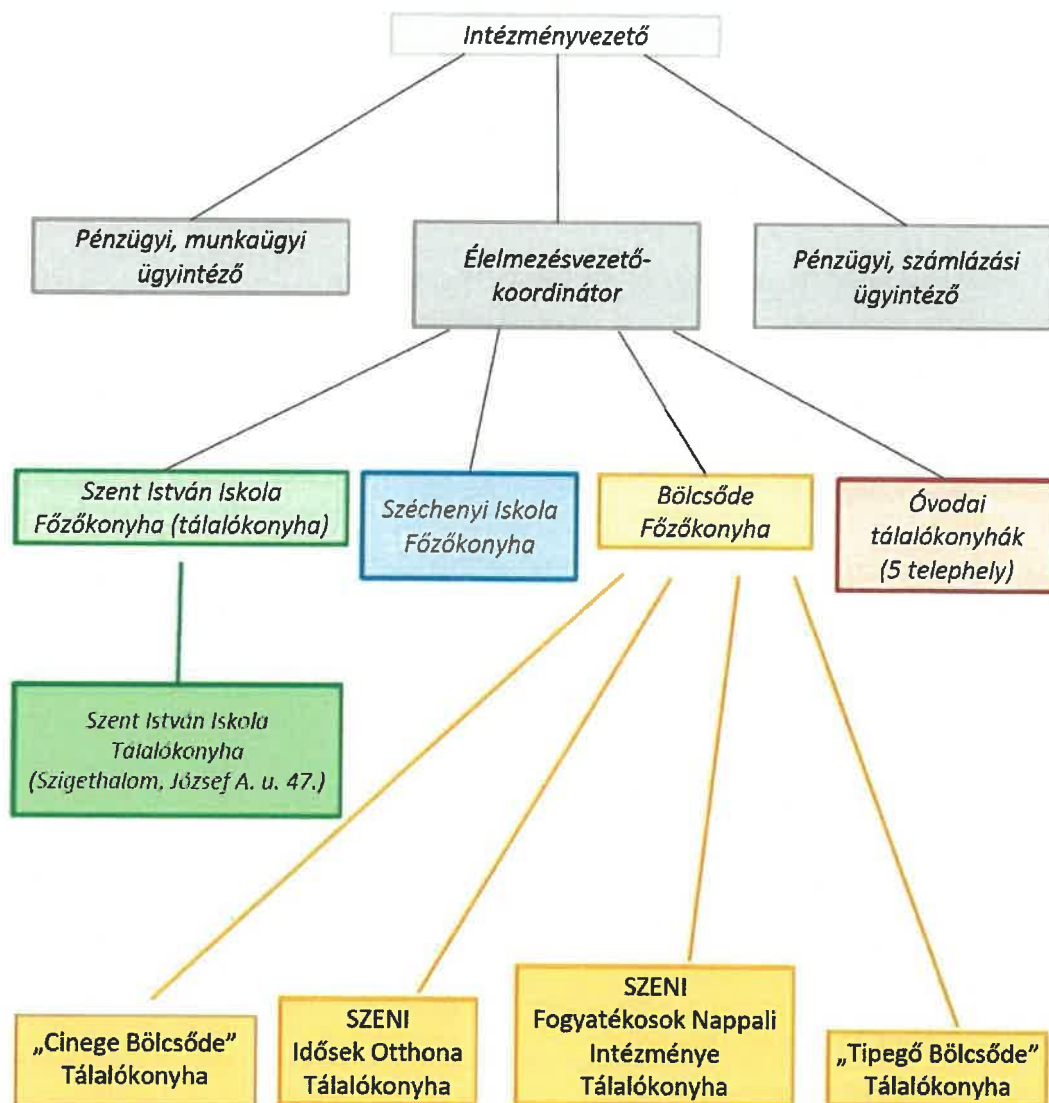 Intézményvezető
Pénzügyi, munkaügyi
ügyintéző
Élelmezésvezető-
koordinátor
Pénzügyi, számlázási
ügyintéző
Szent István Iskola
Főzőkonyha (tálalókonyha)
Széchenyi Iskola
Főzőkonyha
Bölcsőde
Főzőkonyha
Óvodai
tálalókonyhák
(5 telephely)
Szent István Iskola
Tálalókonyha
(Szigethalom, József A. u. 47.)
„Cinege Bölcsőde”
Tálalókonyha
SZENI
Idősek Otthona
Tálalókonyha
SZENI
Fogyatékosok Nappali
Intézménye
Tálalókonyha
„Tipegő Bölcsőde”
Tálalókonyha